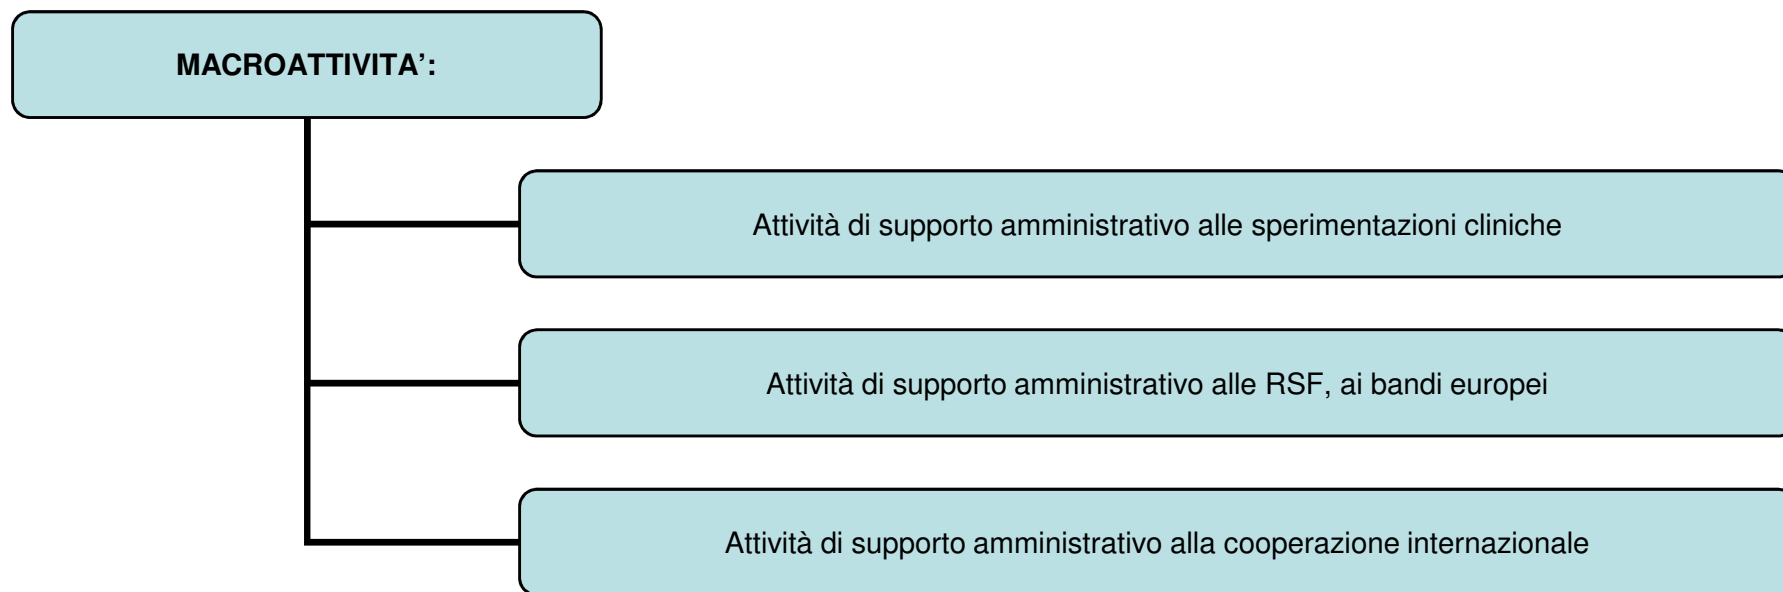 MACROATTIVITA’:
Attività di supporto amministrativo alle sperimentazioni cliniche
Attività di supporto amministrativo alle RSF, ai bandi europei
Attività di supporto amministrativo alla cooperazione internazionale